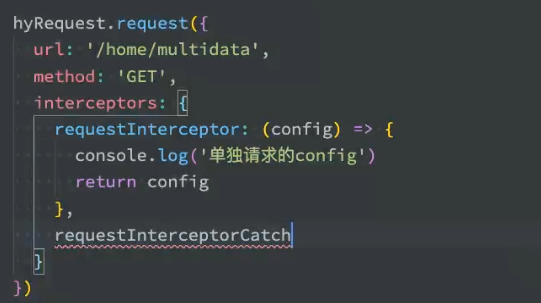 hyRequest.request({
url: '/home/multidata',
method: 'GET',
interceptors: {
requestInterceptor: (config) => {
console.log('单独请求的config')
return config
},
requestInterceptorCatch
}
})